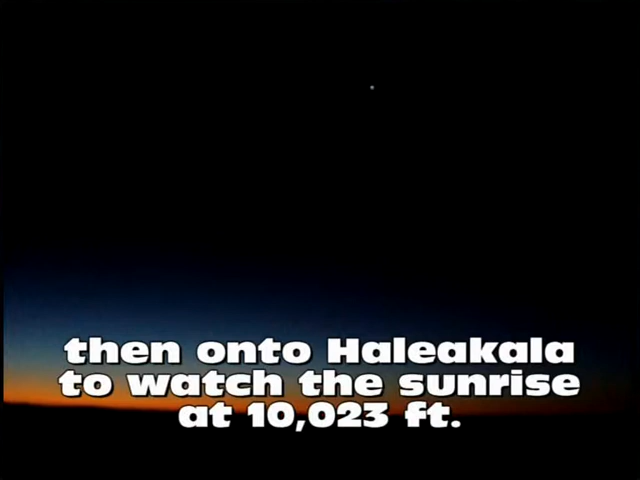 then onto Haleakala
to watch the sunrise
at 10,023 ft.